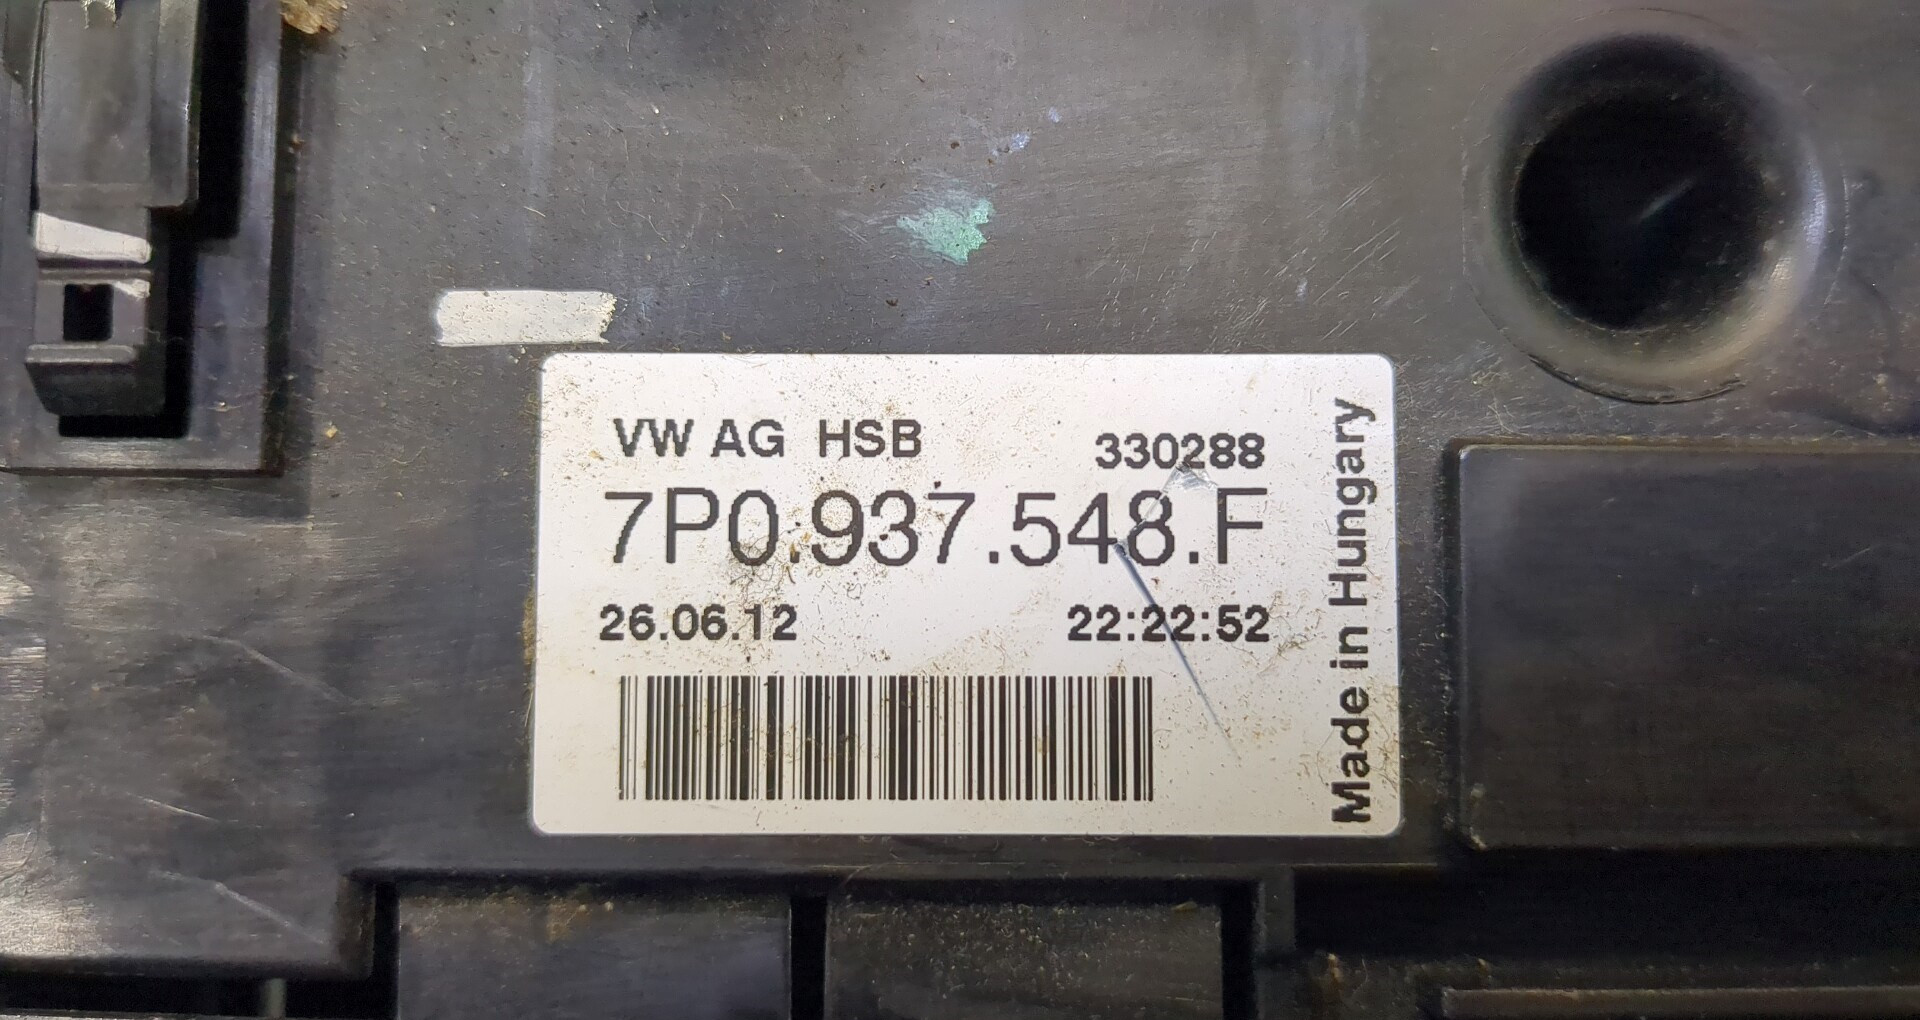 VW AG HSB 330288
7P0.937.548.F
26.06.12 22:22:52
Made in Hungary